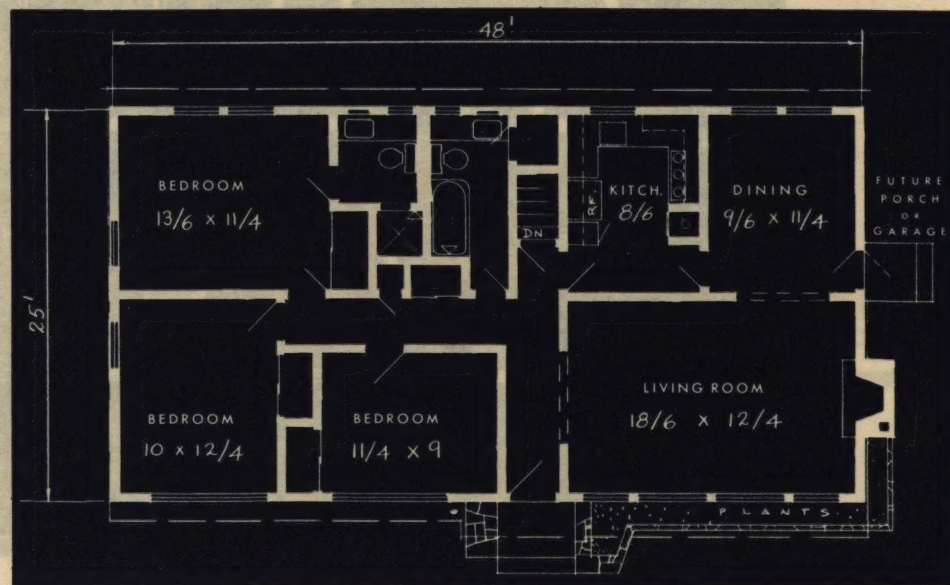 48'
25'
BEDROOM
13/6 x 11/4
KITCH.
8/6
RF.
DN
DINING
9/6 x 11/4
FUTURE
PORCH
OR
GARAGE
BEDROOM
10 x 12/4
BEDROOM
11/4 x 9
LIVING ROOM
18/6 x 12/4
PLANTS